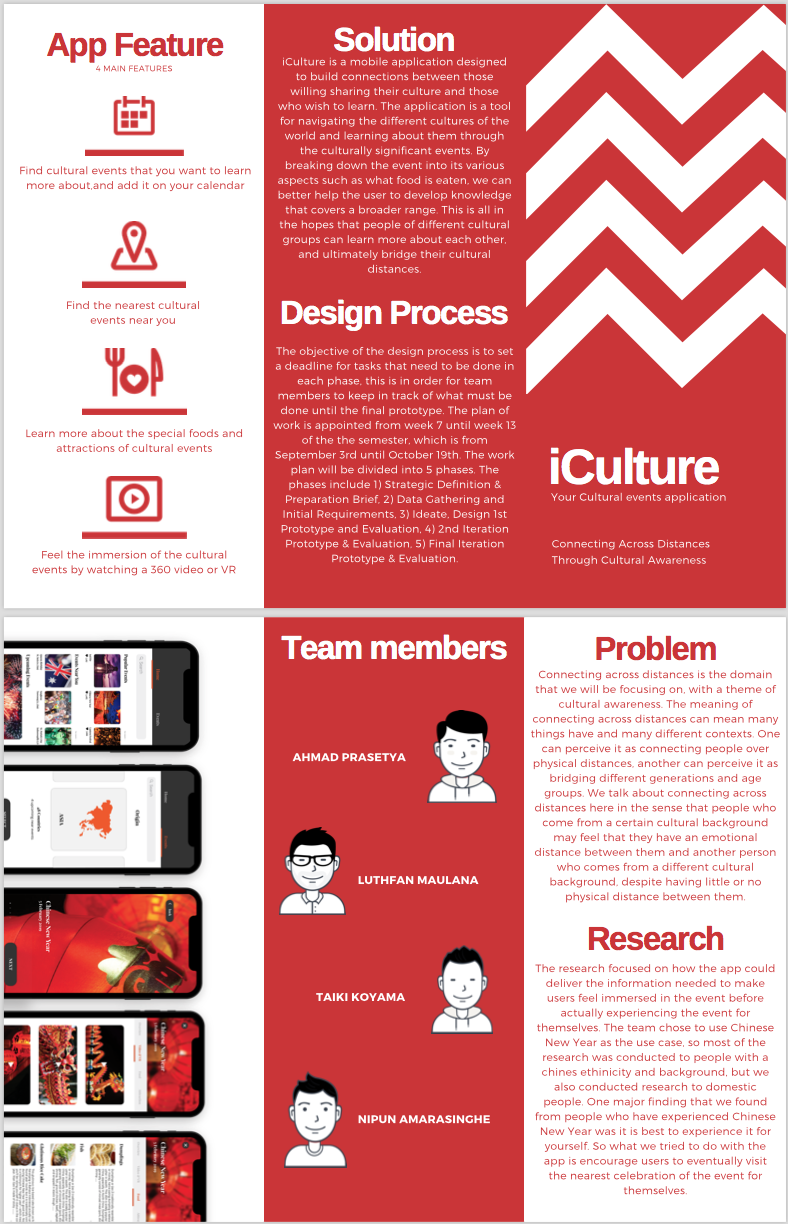 App Feature
4 MAIN FEATURES
Find cultural events that you want to learn
more about,and add it on your calendar
Find the nearest cultural
events near you
Learn more about the special foods and
attractions of cultural events
Feel the immersion of the cultural
events by watching a 360 video or VR
Solution
iCulture is a mobile application designed
to build connections between those
willing sharing their culture and those
who wish to learn. The application is a tool
for navigating the different cultures of the
world and learning about them through
the culturally significant events. By
breaking down the event into its various
aspects such as what food is eaten, we can
better help the user to develop knowledge
that covers a broader range. This is all in
the hopes that people of different cultural
groups can learn more about each other,
and ultimately bridge their cultural
distances.
Design Process
The objective of the design process is to set
a deadline for tasks that need to be done in
each phase, this is in order for team
members to keep in track of what must be
done until the final prototype. The plan of
work is appointed from week 7 until week 13
of the the semester, which is from
September 3rd until October 19th. The work
plan will be divided into 5 phases. The
phases include 1) Strategic Definition &
Preparation Brief, 2) Data Gathering and
Initial Requirements, 3) Ideate, Design 1st
Prototype and Evaluation, 4) 2nd Iteration
Prototype & Evaluation, 5) Final Iteration
Prototype & Evaluation.
iCulture
Your Cultural events application
Connecting Across Distances
Through Cultural Awareness
Popular Events
Events Near You
Upcoming Events
Origin
ASIA
Chinese New Year
NEXT
Chinese New Year
Chinese New Year
Dumplings
Fish
Team members
AHMAD PRASETYA
LUTHFAN MAULANA
TAIKI KOYAMA
NIPUN AMARASINGHE
Problem
Connecting across distances is the domain
that we will be focusing on, with a theme of
cultural awareness. The meaning of
connecting across distances can mean many
things have and many different contexts. One
can perceive it as connecting people over
physical distances, another can perceive it as
bridging different generations and age
groups. We talk about connecting across
distances here in the sense that people who
come from a certain cultural background
may feel that they have an emotional
distance between them and another person
who comes from a different cultural
background, despite having little or no
physical distance between them.
Research
The research focused on how the app could
deliver the information needed to make
users feel immersed in the event before
actually experiencing the event for
themselves. The team chose to use Chinese
New Year as the use case, so most of the
research was conducted to people with a
chines ethinicity and background, but we
also conducted research to domestic
people. One major finding that we found
from people who have experienced Chinese
New Year was it is best to experience it for
yourself. So what we tried to do with the
app is encourage users to eventually visit
the nearest celebration of the event for
themselves.